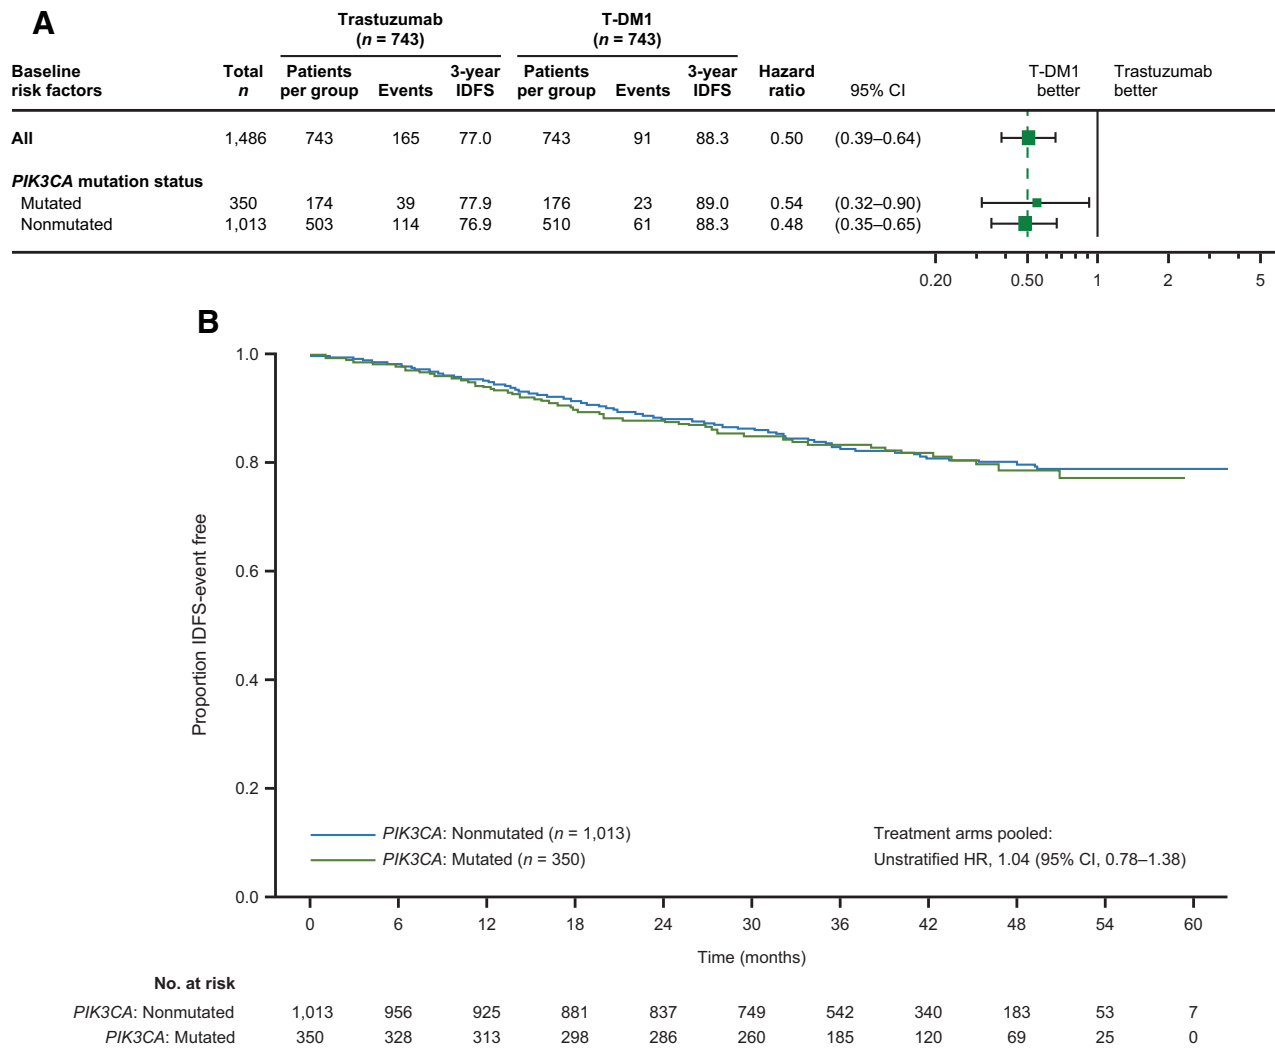 A
Trastuzumab T-DM1
(n = 743) (n = 743)
Baseline Total Patients 3-year Patients 3-year Hazard T-DM1 Trastuzumab
risk factors n per group Events IDFS per group Events IDFS ratio 95% CI better better
All 1,486 743 165 77.0 743 91 88.3 0.50 (0.39–0.64)
PIK3CA mutation status
Mutated 350 174 39 77.9 176 23 89.0 0.54 (0.32–0.90)
Nonmutated 1,013 503 114 76.9 510 61 88.3 0.48 (0.35–0.65)
0.20 0.50 1 2 5
B
1.0
0.8
0.6
0.4
0.2
0.0
Proportion IDFS-event free
PIK3CA: Nonmutated (n = 1,013) Treatment arms pooled:
PIK3CA: Mutated (n = 350) Unstratified HR, 1.04 (95% CI, 0.78–1.38)
0 6 12 18 24 30 36 42 48 54 60
Time (months)
No. at risk
PIK3CA: Nonmutated 1,013 956 925 881 837 749 542 340 183 53 7
PIK3CA: Mutated 350 328 313 298 286 260 185 120 69 25 0